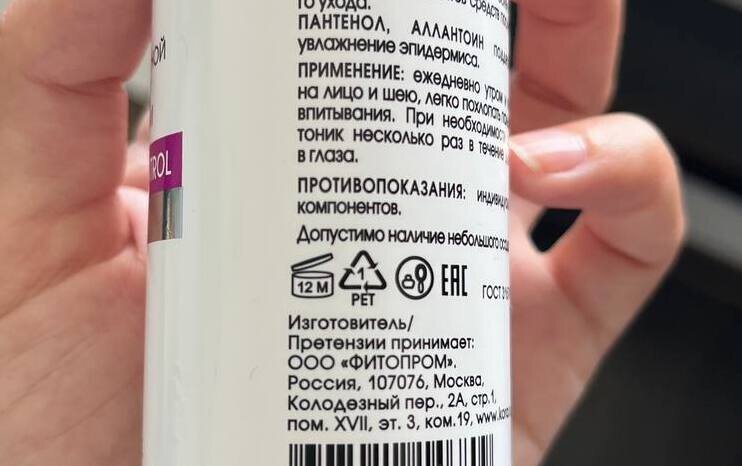 го ухода.
ПАНТЕНОЛ, АЛЛАНТОИН
увлажнение эпидермиса.
ПРИМЕНЕНИЕ: ежедневно утром и
на лицо и шею, легко похлопать
впитывания. При необходимости
тоник несколько раз в течение
в глаза.
ПРОТИВОПОКАЗАНИЯ:
компонентов.
Допустимо наличие небольшого
12 M
1
PET
EAC
ГОСТ
Изготовитель/
Претензии принимает:
ООО «ФИТОПРОМ».
Россия, 107076, Москва,
Колодезный пер., 2А, стр.1,
пом. XVII, эт. 3, ком.19,